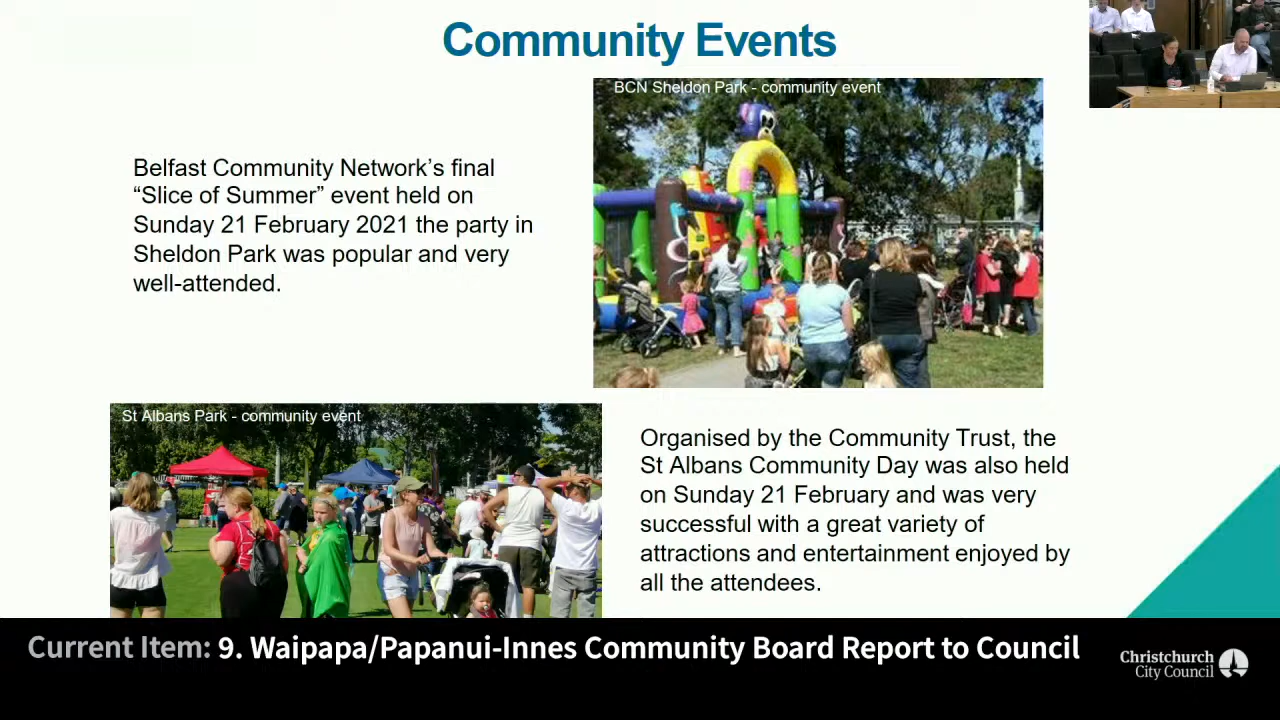 Community Events
BCN Sheldon Park - community event
Belfast Community Network’s final
“Slice of Summer” event held on
Sunday 21 February 2021 the party in
Sheldon Park was popular and very
well-attended.
St Albans Park - community event
Organised by the Community Trust, the
St Albans Community Day was also held
on Sunday 21 February and was very
successful with a great variety of
attractions and entertainment enjoyed by
all the attendees.
Current Item: 9. Waipapa/Papanui-Innes Community Board Report to Council
Christchurch
City Council